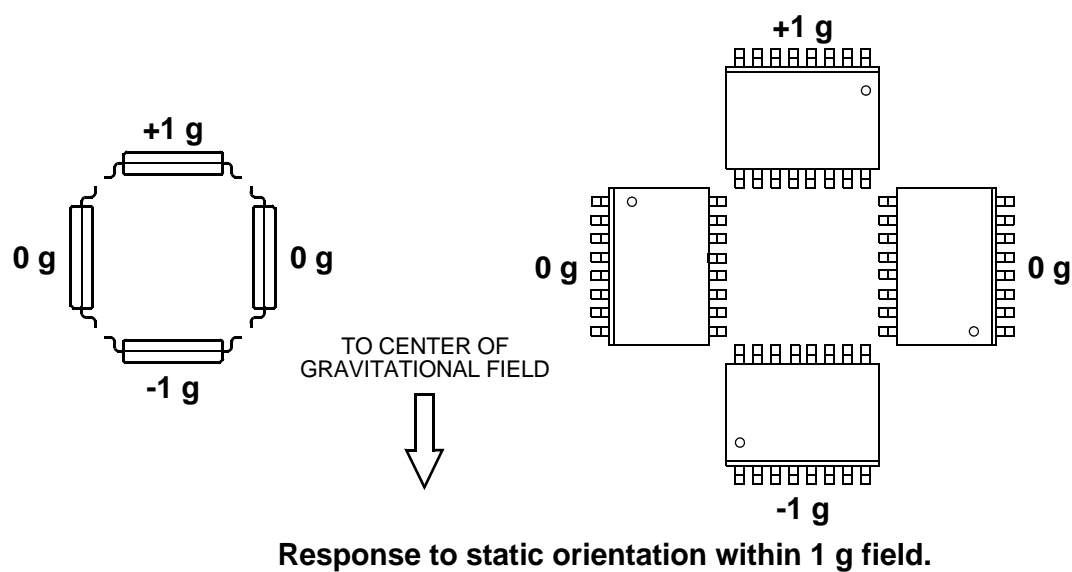 +1 g
+1 g
0 g
0 g
0 g
0 g
TO CENTER OF
GRAVITATIONAL FIELD
-1 g
-1 g
Response to static orientation within 1 g field.